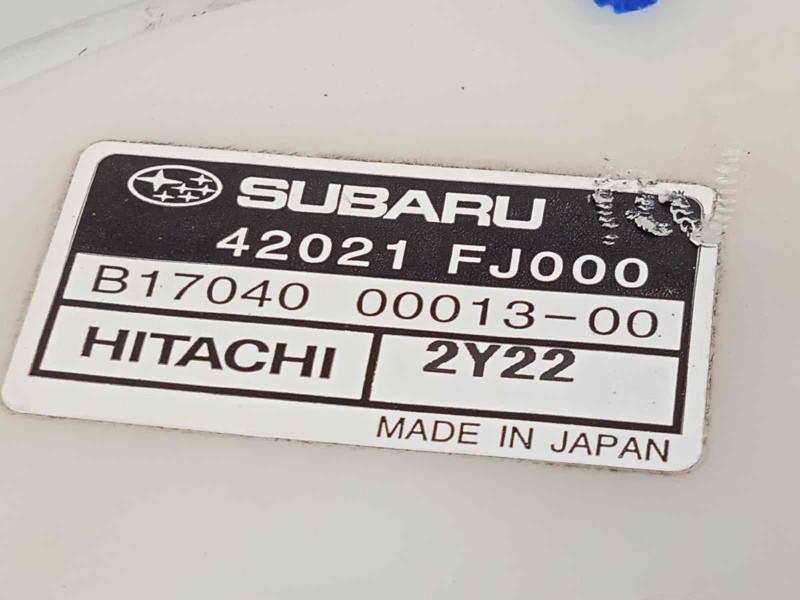 SUBARU
42021 FJ000
B17040 00013-00
HITACHI 2Y22
MADE IN JAPAN